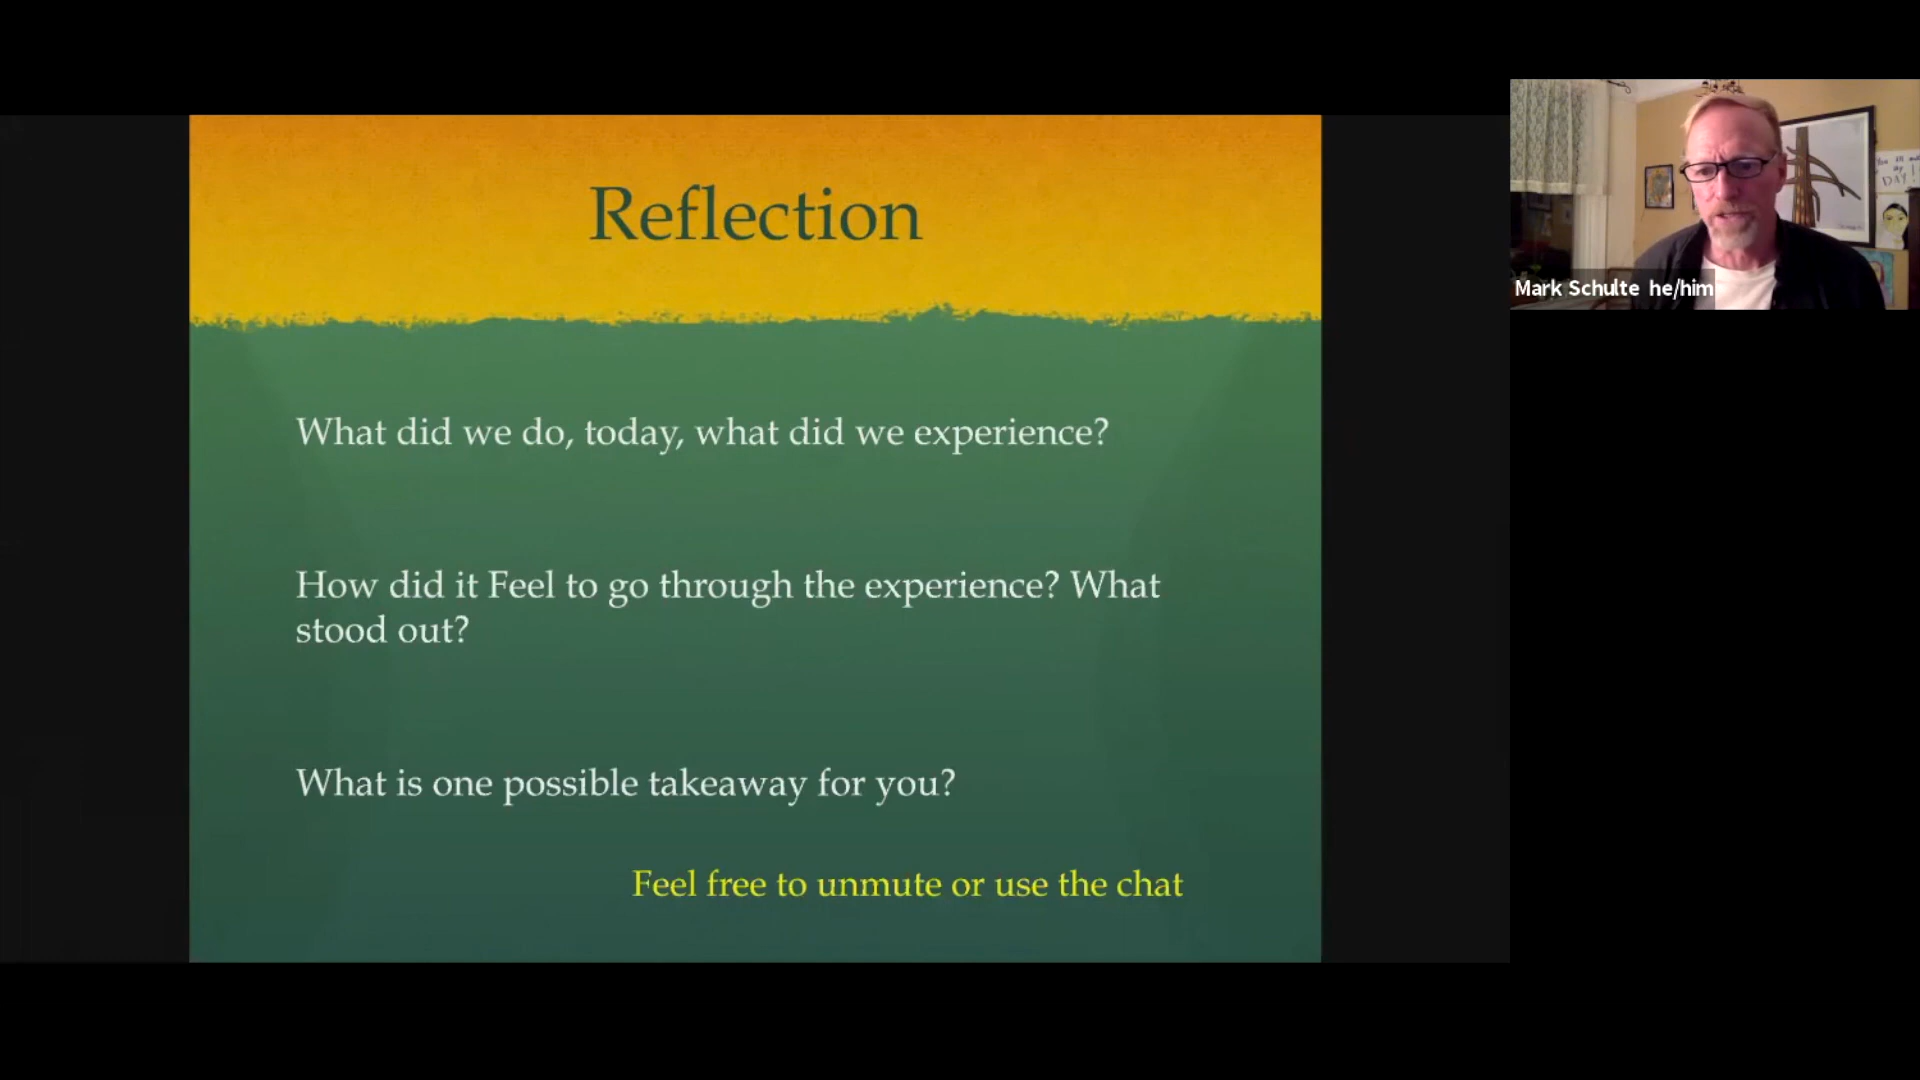 Reflection
What did we do, today, what did we experience?
How did it Feel to go through the experience? What
stood out?
What is one possible takeaway for you?
Feel free to unmute or use the chat
Mark Schulte he/him
DAY!